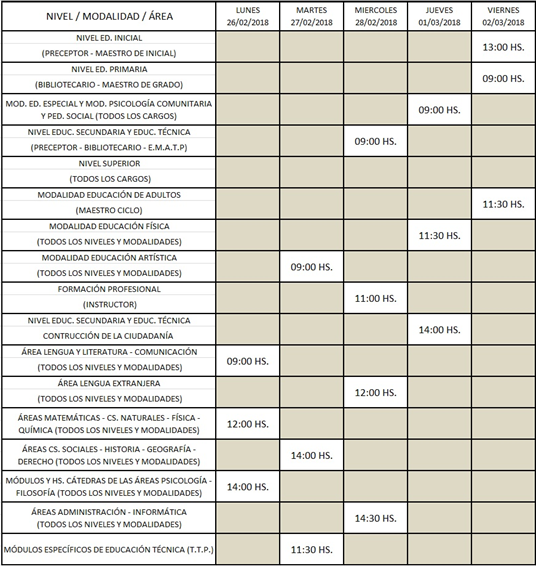 NIVEL / MODALIDAD / ÁREA
LUNES
26/02/2018
MARTES
27/02/2018
MIERCOLES
28/02/2018
JUEVES
01/03/2018
VIERNES
02/03/2018
NIVEL ED. INICIAL
(PRECEPTOR - MAESTRO DE INICIAL)
13:00 HS.
NIVEL ED. PRIMARIA
(BIBLIOTECARIO - MAESTRO DE GRADO)
09:00 HS.
MOD. ED. ESPECIAL Y MOD. PSICOLOGÍA COMUNITARIA
Y PED. SOCIAL (TODOS LOS CARGOS)
09:00 HS.
NIVEL EDUC. SECUNDARIA Y EDUC. TÉCNICA
(PRECEPTOR - BIBLIOTECARIO - E.M.A.T.P)
09:00 HS.
NIVEL SUPERIOR
(TODOS LOS CARGOS)
MODALIDAD EDUCACIÓN DE ADULTOS
(MAESTRO CICLO)
11:30 HS.
MODALIDAD EDUCACIÓN FÍSICA
(TODOS LOS NIVELES Y MODALIDADES)
11:30 HS.
MODALIDAD EDUCACIÓN ARTÍSTICA
(TODOS LOS NIVELES Y MODALIDADES)
09:00 HS.
FORMACIÓN PROFESIONAL
(INSTRUCTOR)
11:00 HS.
NIVEL EDUC. SECUNDARIA Y EDUC. TÉCNICA
CONTRUCCIÓN DE LA CIUDADANÍA
14:00 HS.
ÁREA LENGUA Y LITERATURA - COMUNICACIÓN
(TODOS LOS NIVELES Y MODALIDADES)
09:00 HS.
ÁREA LENGUA EXTRANJERA
(TODOS LOS NIVELES Y MODALIDADES)
12:00 HS.
ÁREAS MATEMÁTICAS - CS. NATURALES - FÍSICA -
QUÍMICA (TODOS LOS NIVELES Y MODALIDADES)
12:00 HS.
ÁREAS CS. SOCIALES - HISTORIA - GEOGRAFÍA -
DERECHO (TODOS LOS NIVELES Y MODALIDADES)
14:00 HS.
MÓDULOS Y HS. CÁTEDRAS DE LAS ÁREAS PSICOLOGÍA -
FILOSOFÍA (TODOS LOS NIVELES Y MODALIDADES)
14:00 HS.
ÁREAS ADMINISTRACIÓN - INFORMÁTICA
(TODOS LOS NIVELES Y MODALIDADES)
14:30 HS.
MÓDULOS ESPECÍFICOS DE EDUCACIÓN TÉCNICA (T.T.P.)
11:30 HS.